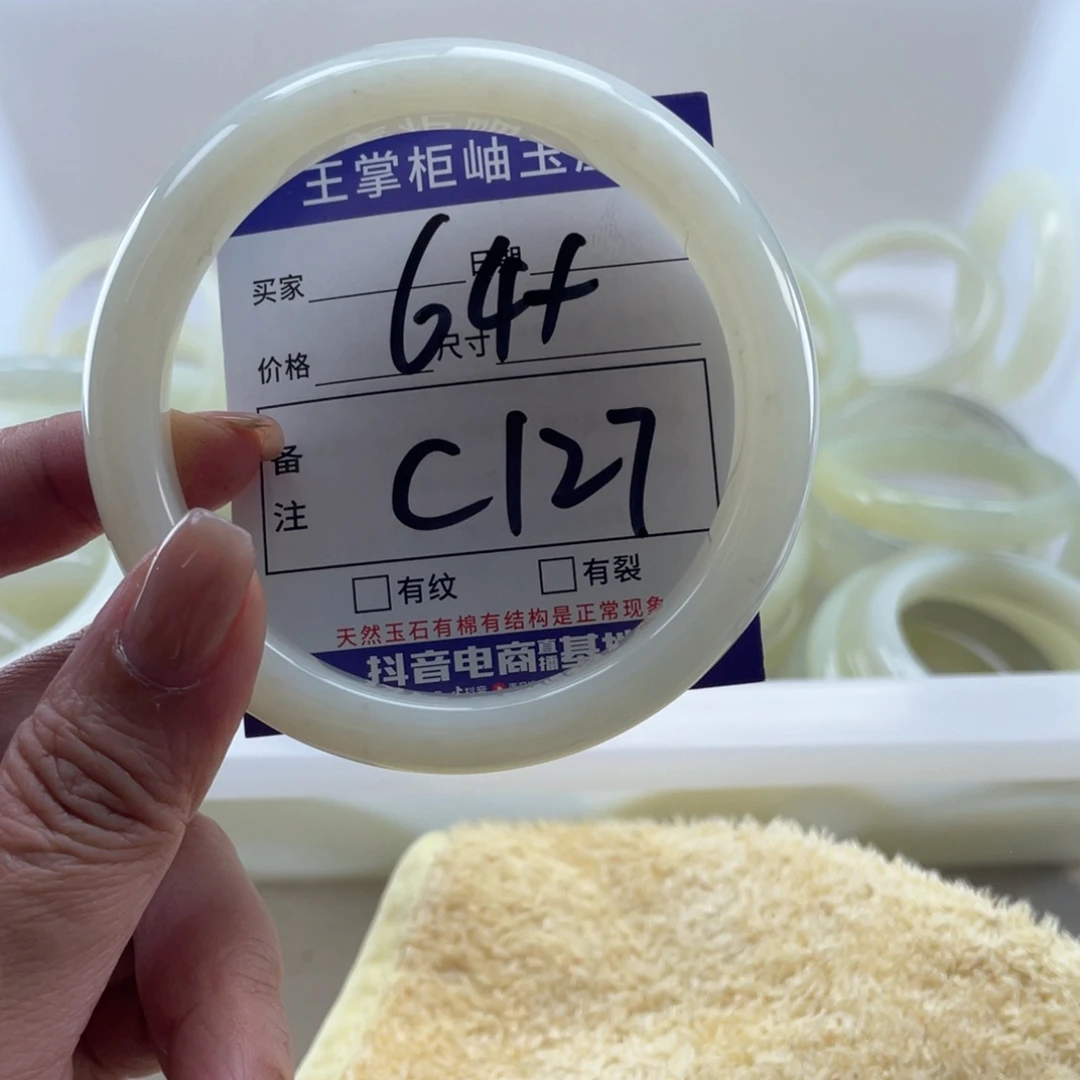 王掌柜岫玉
买家 日期
64+
价格 尺寸
备注
C127
有纹 有裂
天然玉石有棉有结构是正常现象
抖音电商直播基地